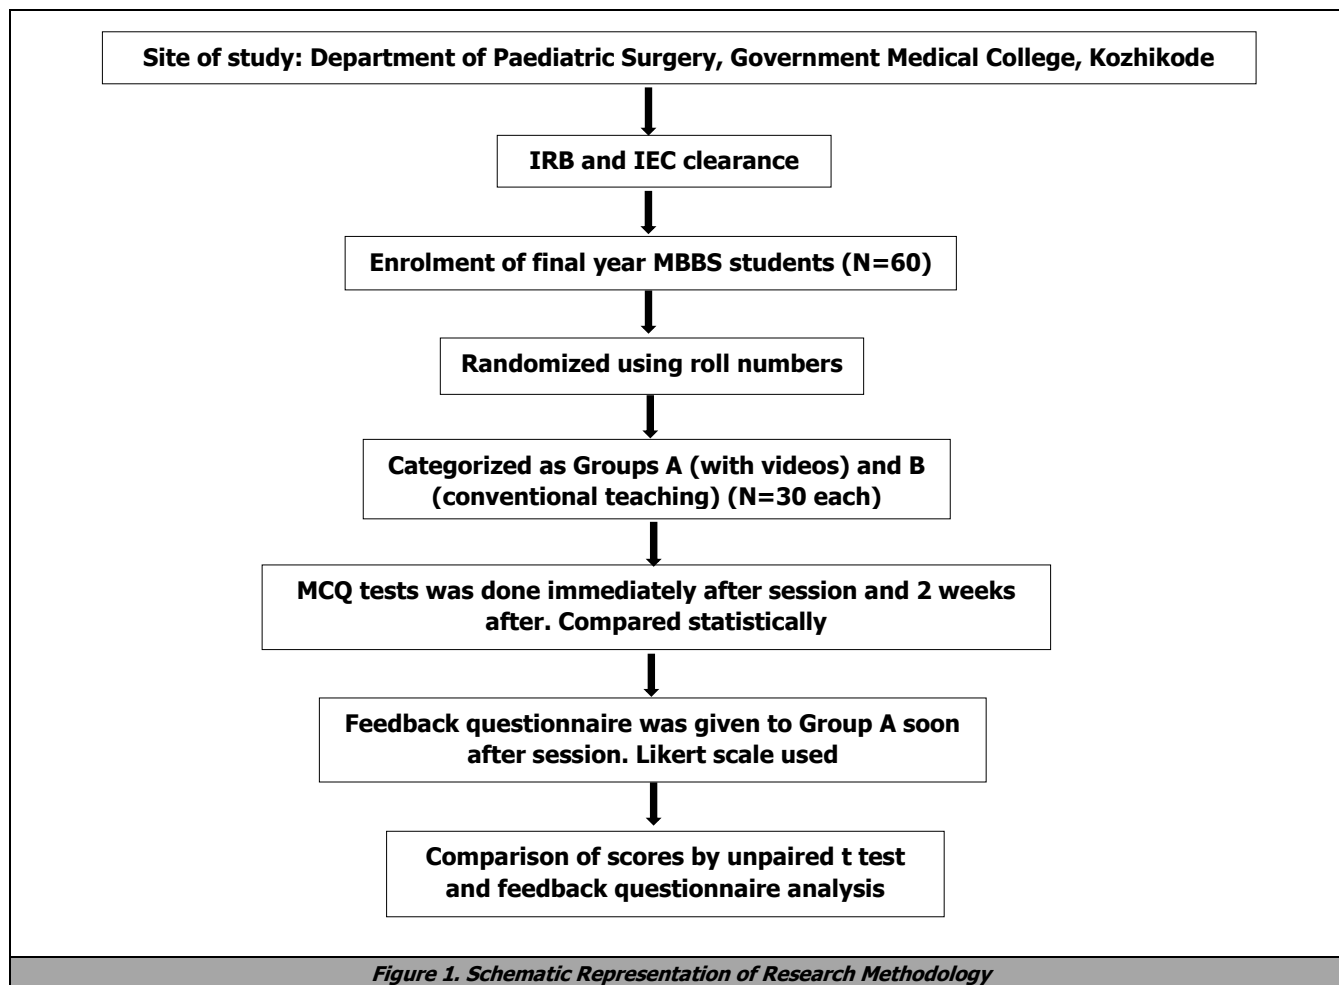 Site of study: Department of Paediatric Surgery, Government Medical College, Kozhikode
IRB and IEC clearance
Enrolment of final year MBBS students (N=60)
Randomized using roll numbers
Categorized as Groups A (with videos) and B
(conventional teaching) (N=30 each)
MCQ tests was done immediately after session and 2 weeks
after. Compared statistically
Feedback questionnaire was given to Group A soon
after session. Likert scale used
Comparison of scores by unpaired t test
and feedback questionnaire analysis
Figure 1. Schematic Representation of Research Methodology